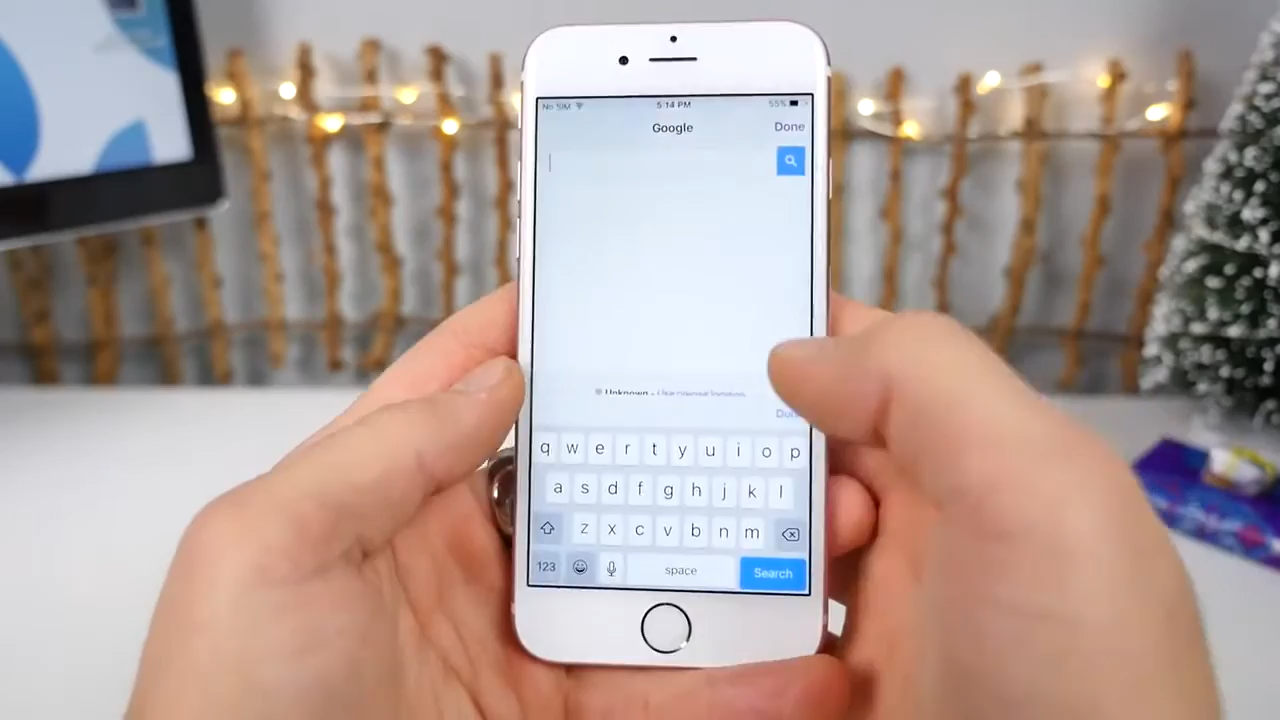 No SIM 5:14 PM 55%
Google Done
Unknown -
q w e r t y u i o p
a s d f g h j k l
z x c v b n m
123 space Search